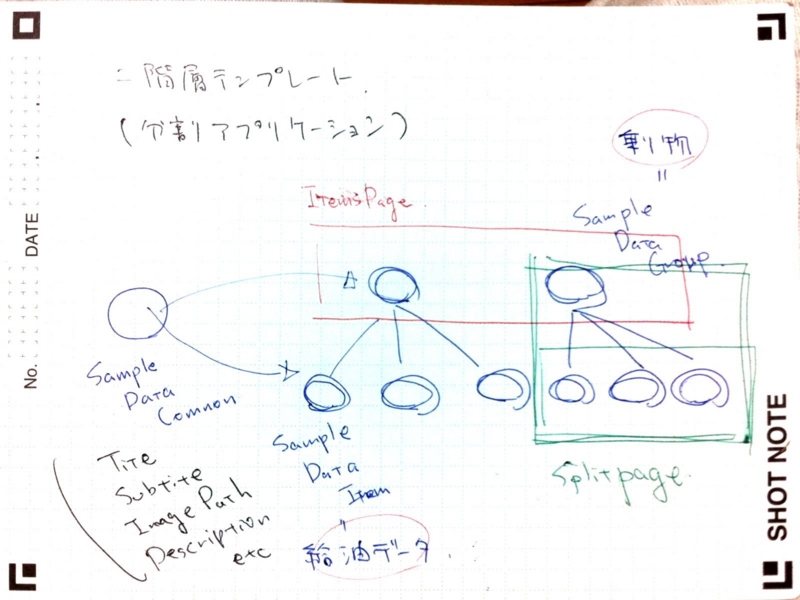 二階層テンプレート.
(分割アプリケーション)
乗り物
〃
ItemsPage.
Sample
Data
Group.
Sample
Data
Common
Title
Subtitle
Image Path
Description
etc
Sample
Data
Item
〃
給油データ
Splitpage.
No.
DATE
SHOT NOTE